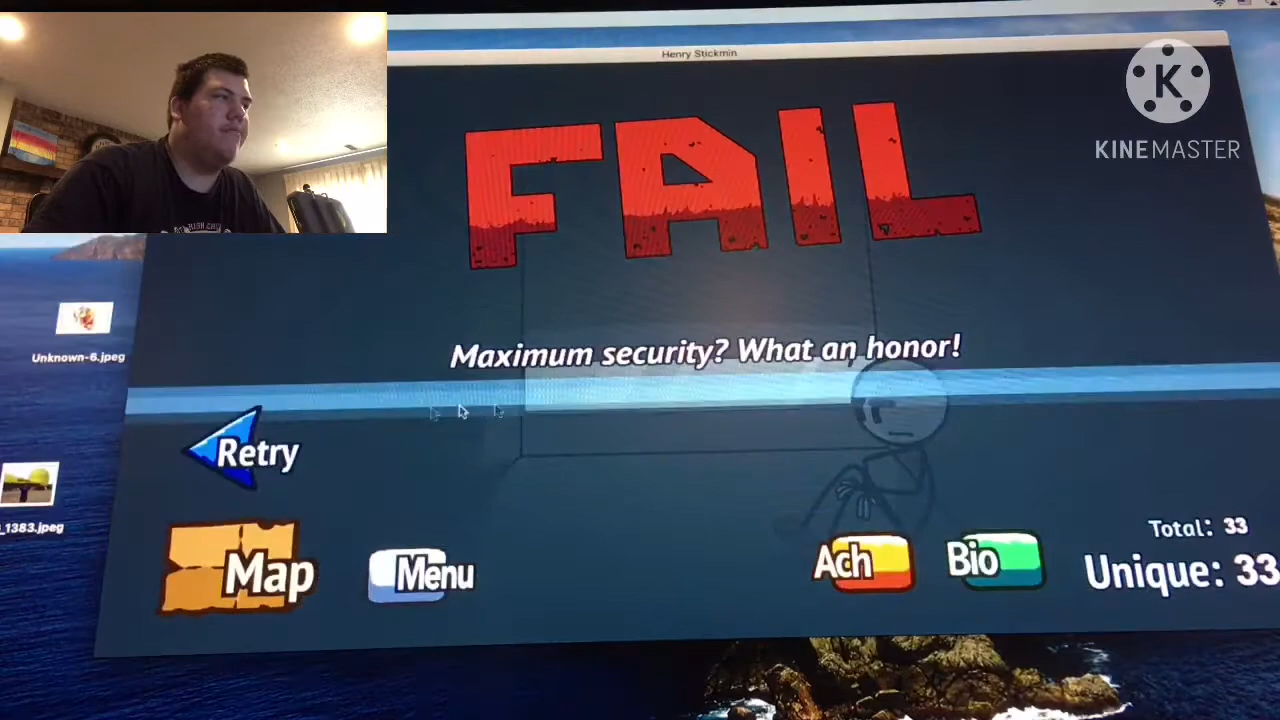 Henry Stickmin
K
KINEMASTER
FAIL
Maximum security? What an honor!
Unknown-6.jpeg
Retry
_1383.jpeg
Map
Menu
Ach
Bio
Total: 33
Unique: 33